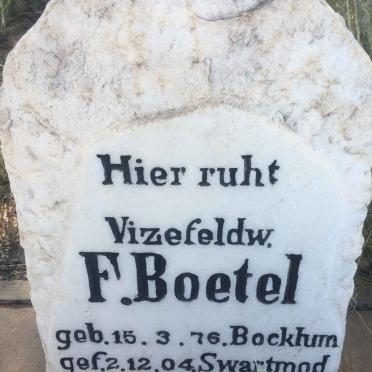 Hier ruht
Vizefeldw.
F. Boetel
geb. 15. 3. 76. Bockhum
gef. 2. 12. 04. Swartmod